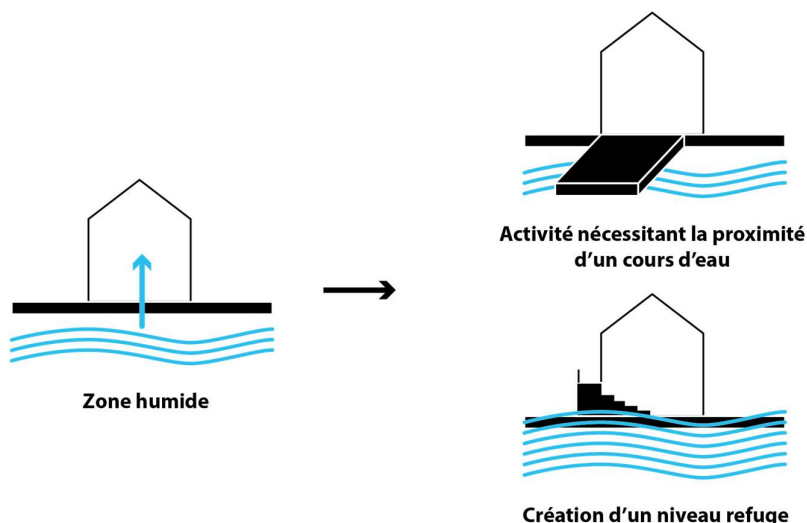 Zone humide
Activité nécessitant la proximité
d'un cours d'eau
Création d'un niveau refuge